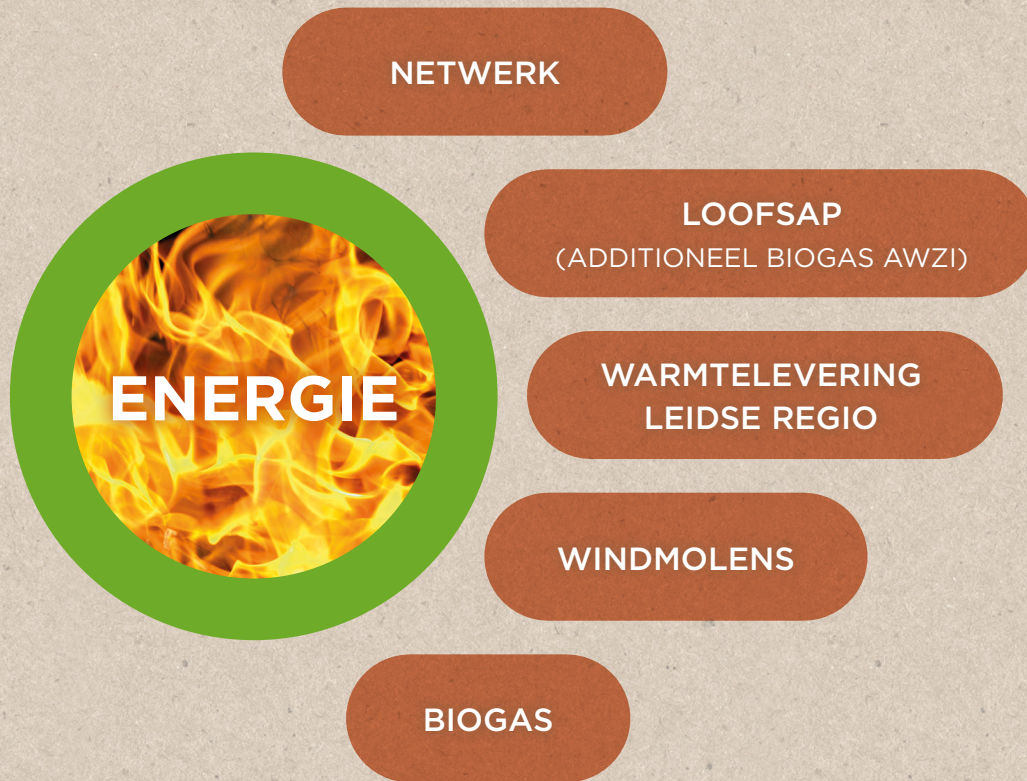 NETWERK
LOOFSAP
(ADDITIONEEL BIOGAS AWZI)
ENERGIE
WARMTELEVERING
LEIDSE REGIO
WINDMOLENS
BIOGAS